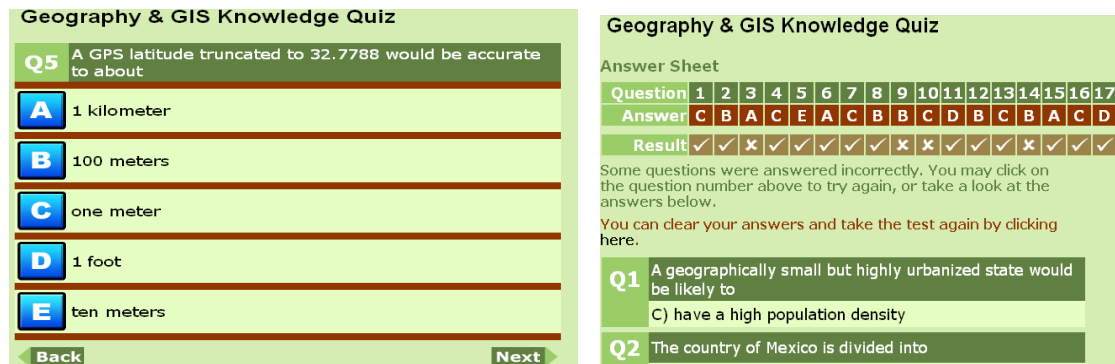 Geography & GIS Knowledge Quiz
Q5 A GPS latitude truncated to 32.7788 would be accurate
to about
A 1 kilometer
B 100 meters
C one meter
D 1 foot
E ten meters
Back Next
Geography & GIS Knowledge Quiz
Answer Sheet
Question 1 2 3 4 5 6 7 8 9 10 11 12 13 14 15 16 17
Answer C B A C E A C B B C D B C B A C D
Result ✓ ✓ ✗ ✓ ✓ ✓ ✓ ✓ ✗ ✗ ✓ ✓ ✓ ✗ ✓ ✓ ✓
Some questions were answered incorrectly. You may click on
the question number above to try again, or take a look at the
answers below.
You can clear your answers and take the test again by clicking
here.
Q1 A geographically small but highly urbanized state would
be likely to
C) have a high population density
Q2 The country of Mexico is divided into